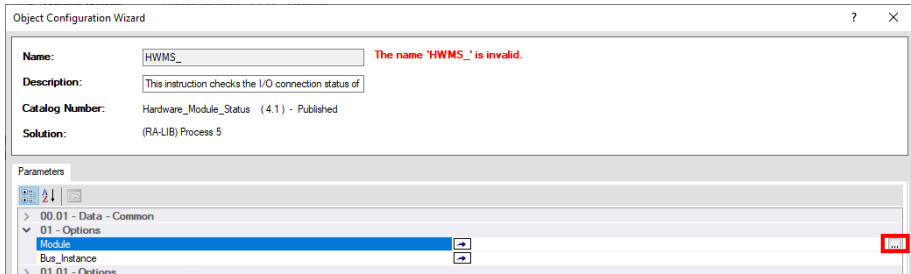 Object Configuration Wizard ? ×
Name: HWMS_ The name 'HWMS_' is invalid.
Description: This instruction checks the I/O connection status of
Catalog Number: Hardware_Module_Status (4.1) - Published
Solution: (RA-LIB) Process 5
Parameters
> 00.01 - Data - Common
01 - Options
Module ...
Bus_Instance
> 01.01 - Options